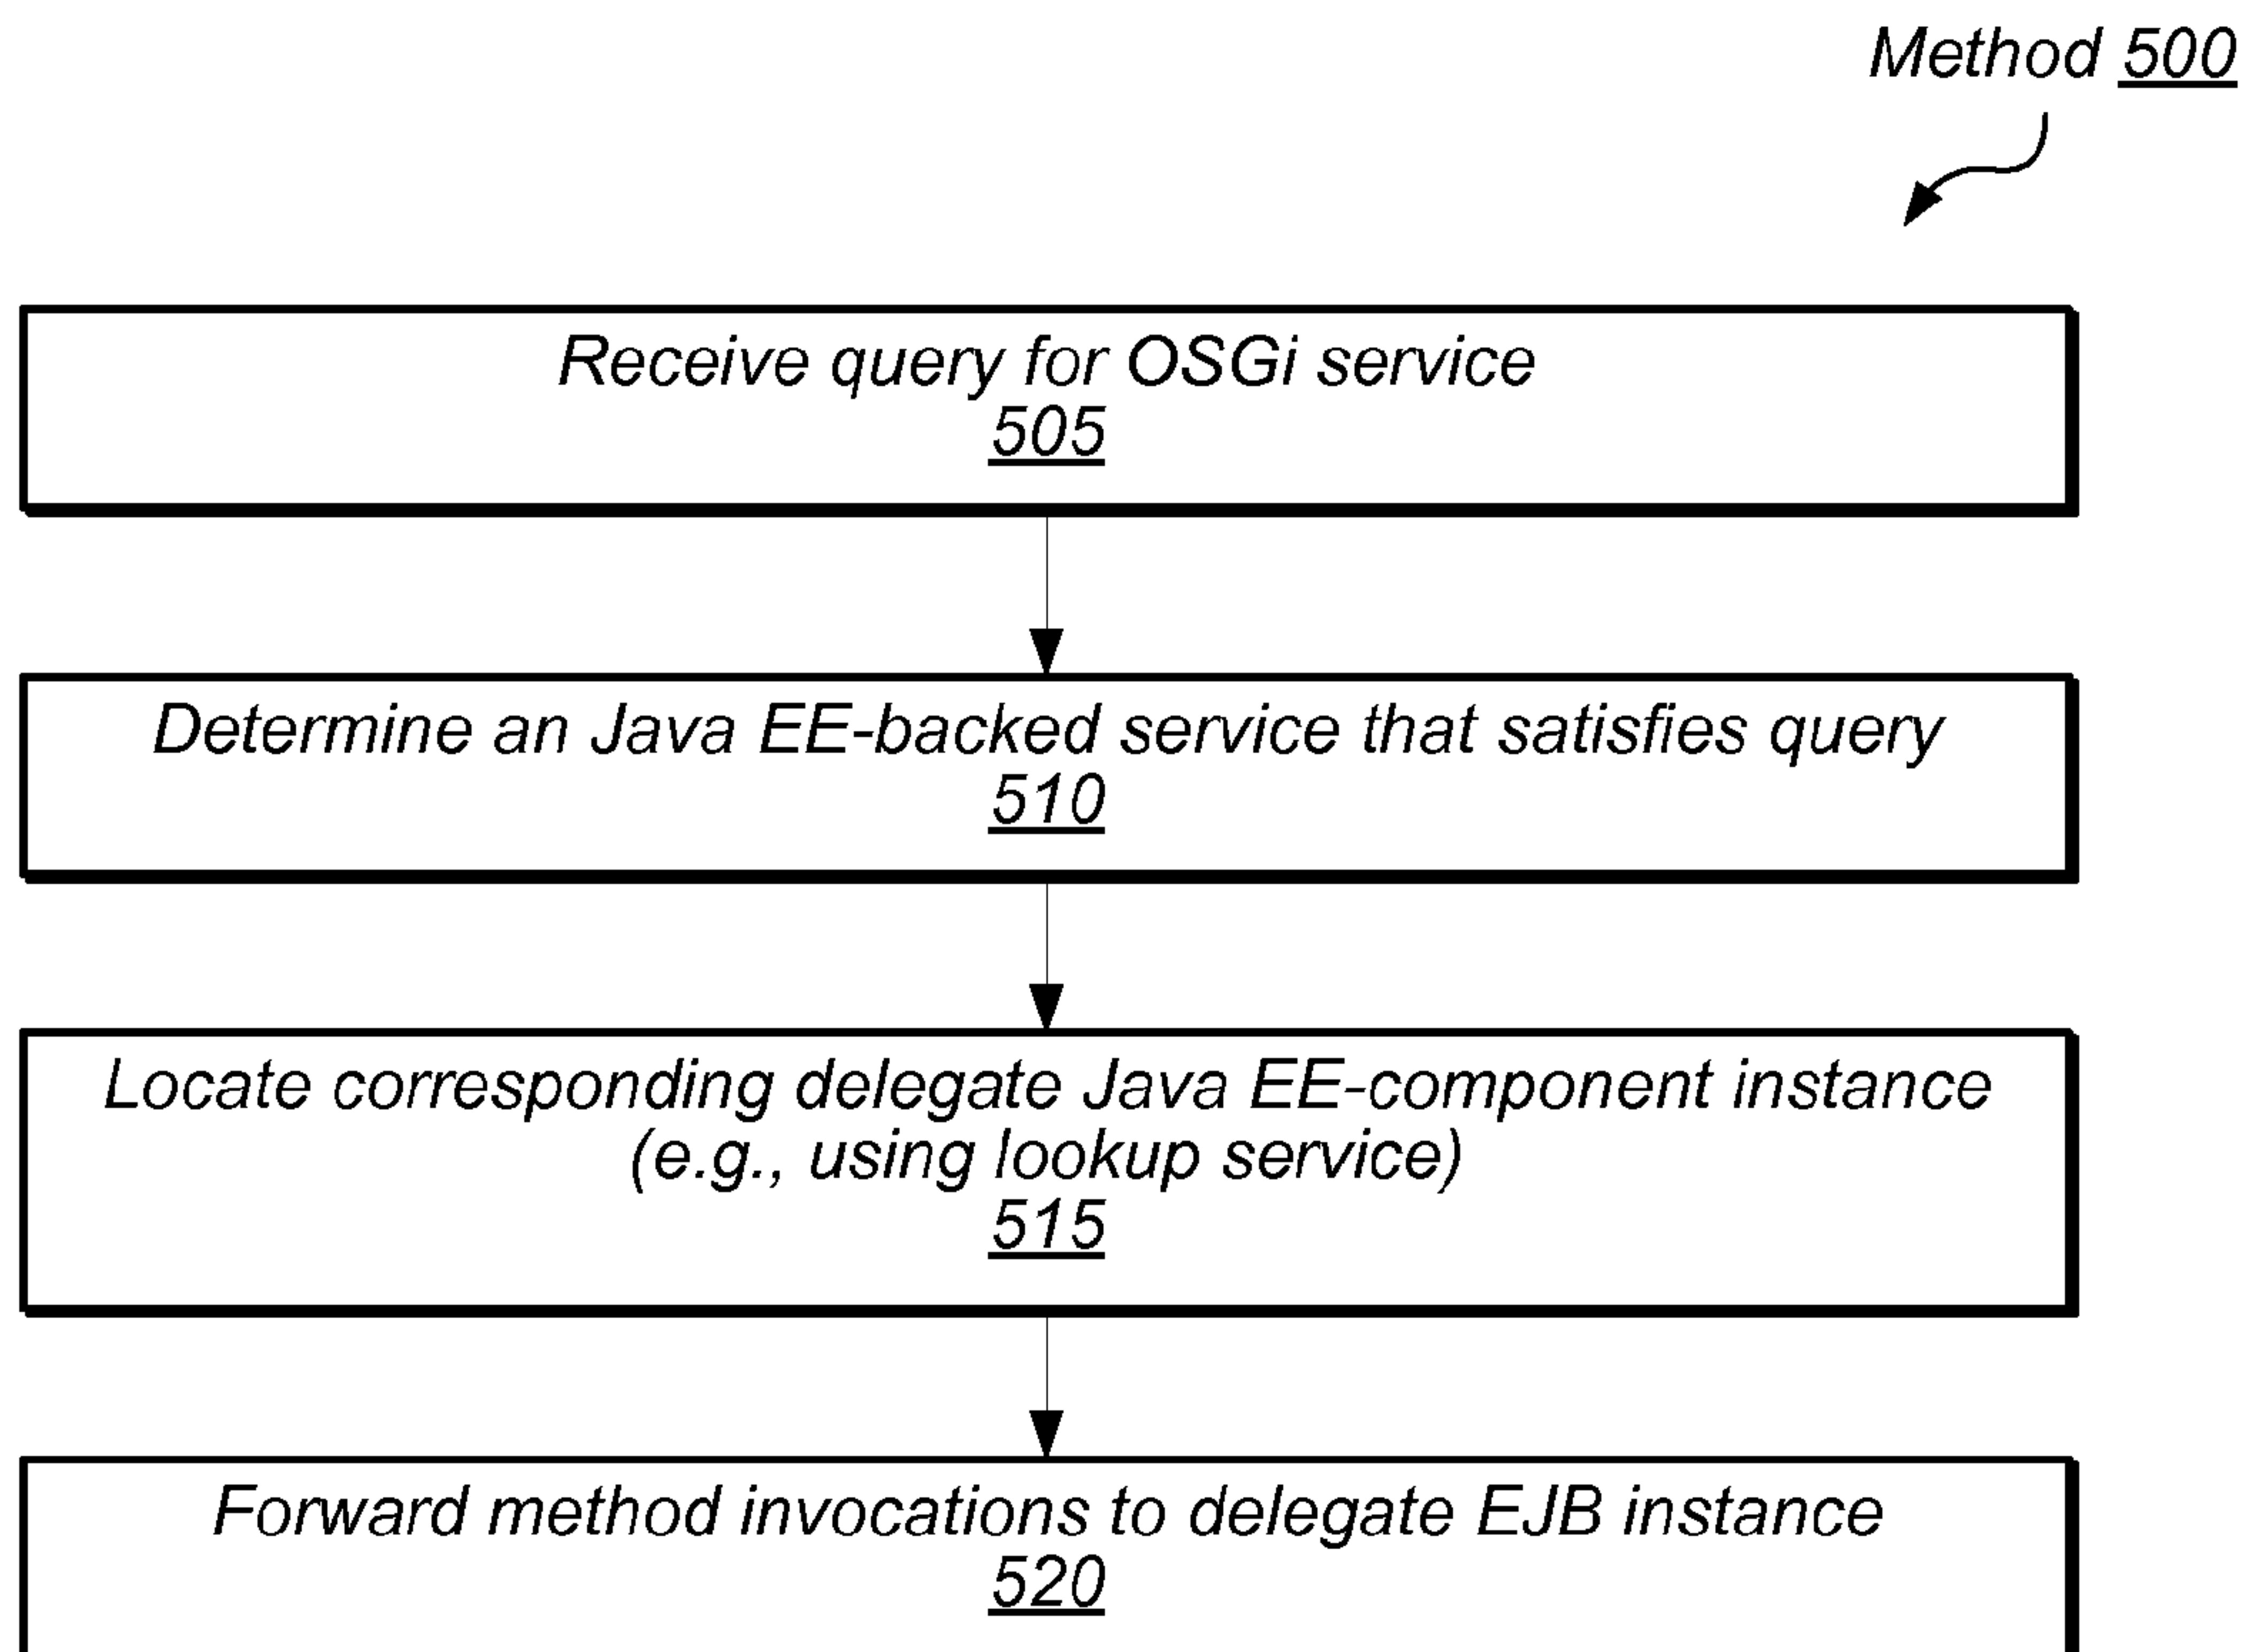 Method 500
Receive query for OSGi service
505
Determine an Java EE-backed service that satisfies query
510
Locate corresponding delegate Java EE-component instance
(e.g., using lookup service)
515
Forward method invocations to delegate EJB instance
520